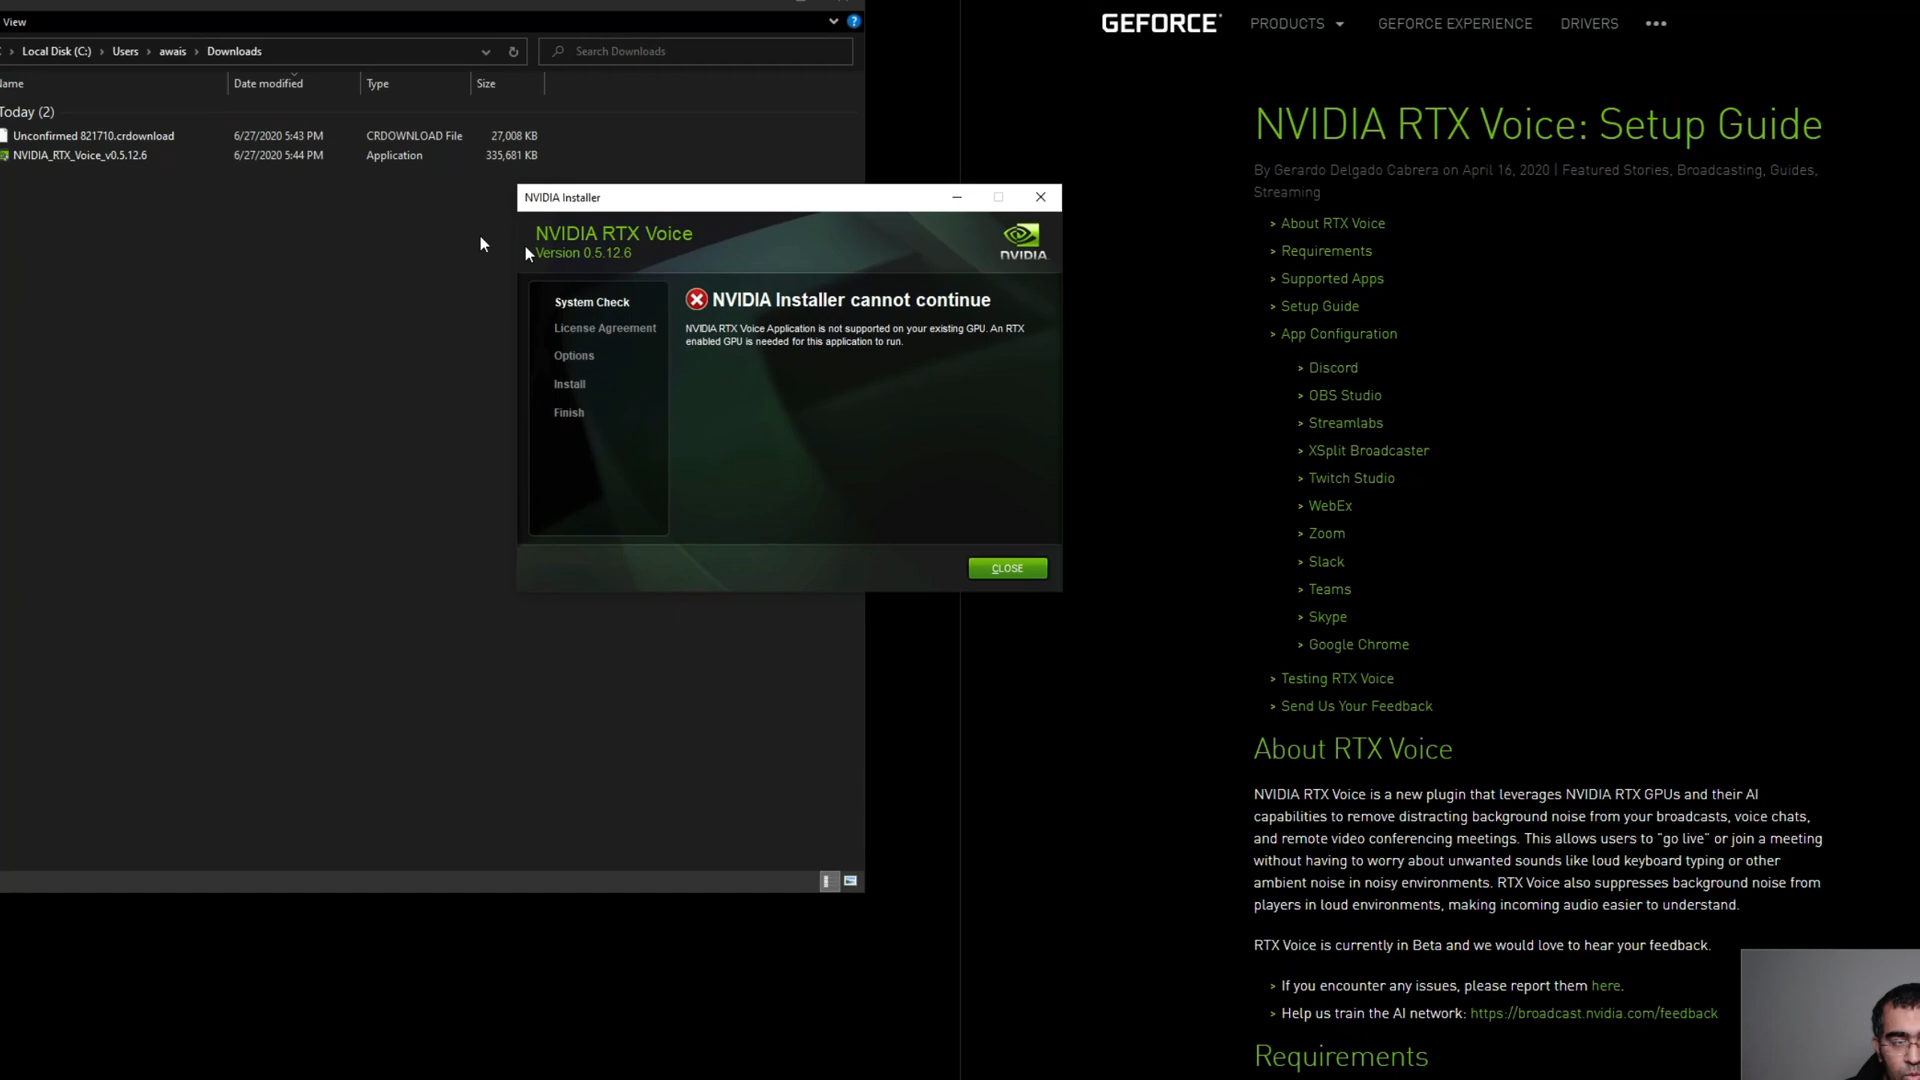 View
Local Disk (C:) > Users > awais > Downloads
Search Downloads
Date modified
Type
Size
Today (2)
Unconfirmed 821710.crdownload 6/27/2020 5:43 PM CRDOWNLOAD File 27,008 KB
NVIDIA_RTX_Voice_v0.5.12.6 6/27/2020 5:44 PM Application 335,681 KB
NVIDIA Installer
NVIDIA RTX Voice
Version 0.5.12.6
NVIDIA
System Check
License Agreement
Options
Install
Finish
NVIDIA Installer cannot continue
NVIDIA RTX Voice Application is not supported on your existing GPU. An RTX
enabled GPU is needed for this application to run.
CLOSE
GEFORCE PRODUCTS GEFORCE EXPERIENCE DRIVERS •••
NVIDIA RTX Voice: Setup Guide
By Gerardo Delgado Cabrera on April 16, 2020 | Featured Stories, Broadcasting, Guides,
Streaming
> About RTX Voice
> Requirements
> Supported Apps
> Setup Guide
> App Configuration
> Discord
> OBS Studio
> Streamlabs
> XSplit Broadcaster
> Twitch Studio
> WebEx
> Zoom
> Slack
> Teams
> Skype
> Google Chrome
> Testing RTX Voice
> Send Us Your Feedback
About RTX Voice
NVIDIA RTX Voice is a new plugin that leverages NVIDIA RTX GPUs and their AI
capabilities to remove distracting background noise from your broadcasts, voice chats,
and remote video conferencing meetings. This allows users to "go live" or join a meeting
without having to worry about unwanted sounds like loud keyboard typing or other
ambient noise in noisy environments. RTX Voice also suppresses background noise from
players in loud environments, making incoming audio easier to understand.
RTX Voice is currently in Beta and we would love to hear your feedback.
> If you encounter any issues, please report them here.
> Help us train the AI network: https://broadcast.nvidia.com/feedback
Requirements